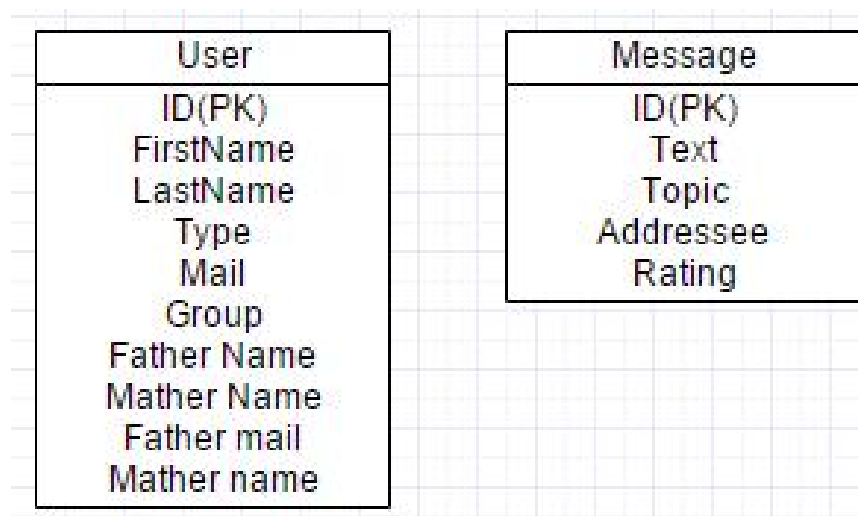 User
ID(PK)
FirstName
LastName
Type
Mail
Group
Father Name
Mather Name
Father mail
Mather name
Message
ID(PK)
Text
Topic
Addressee
Rating